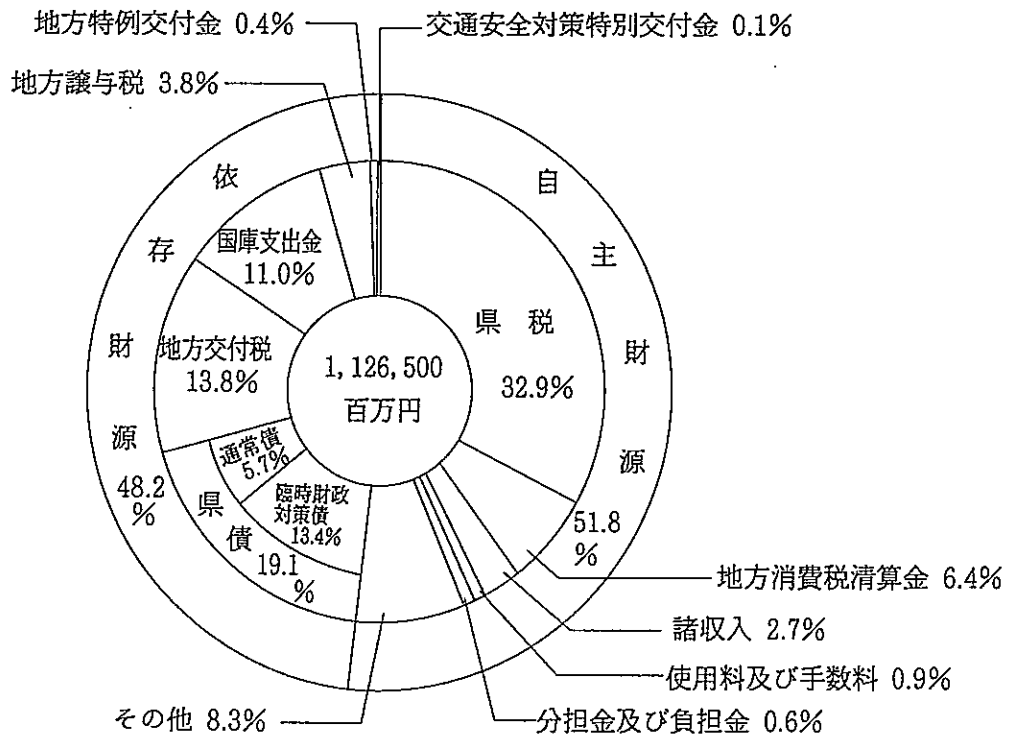 地方特例交付金 0.4%
交通安全対策特別交付金 0.1%
地方譲与税 3.8%
依存財源
48.2
%
自主財源
51.8
%
国庫支出金
11.0%
県税
32.9%
地方交付税
13.8%
1,126,500
百万円
通常債
5.7%
臨時財政
対策債
13.4%
県債
19.1
%
地方消費税清算金 6.4%
諸収入 2.7%
使用料及び手数料 0.9%
分担金及び負担金 0.6%
その他 8.3%